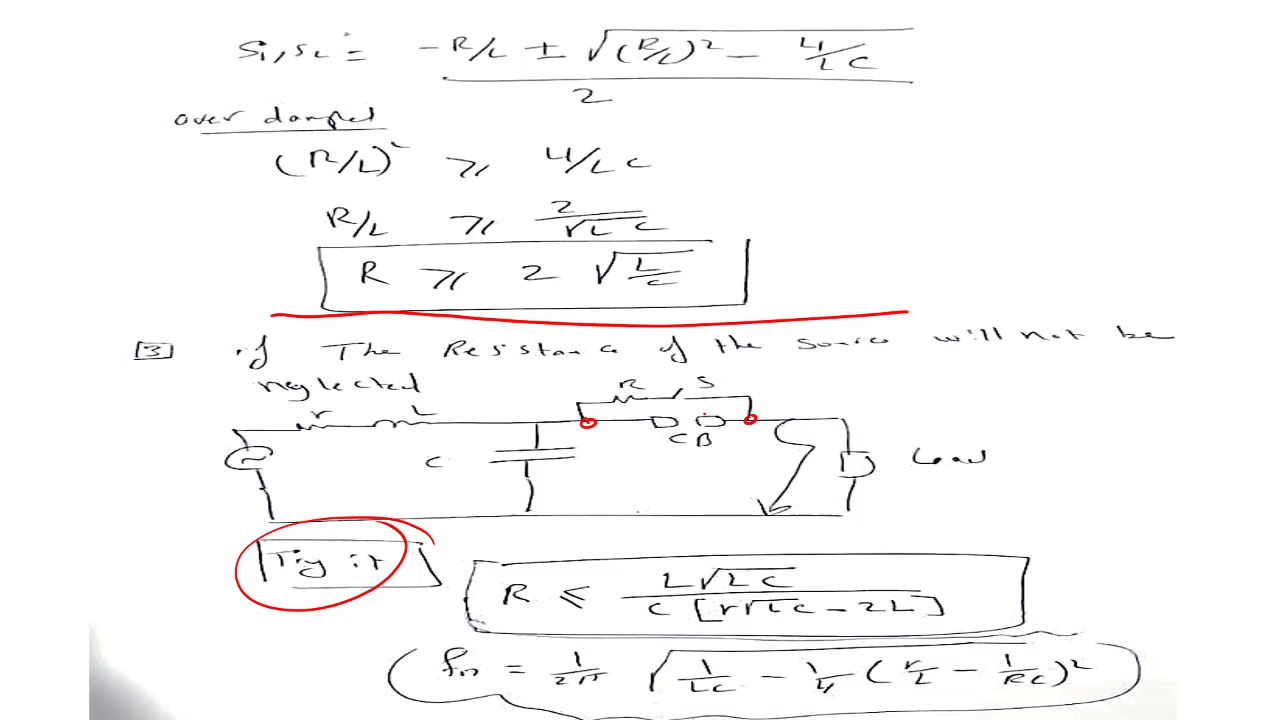 S1, S2 = -R/L ± √((R/L)² - 4/LC)
2
over damped
(R/L)² ≥ 4/LC
R/L ≥ 2/√LC
R ≥ 2 √(L/C)
[3] if The Resistance of the source will not be
neglected
R S
r L
CB
C
Load
Try it
R ≤ L√LC / C[r√LC - 2L]
(fn = 1/2π √(1/LC - 1/4 (r/L - 1/RC)²)